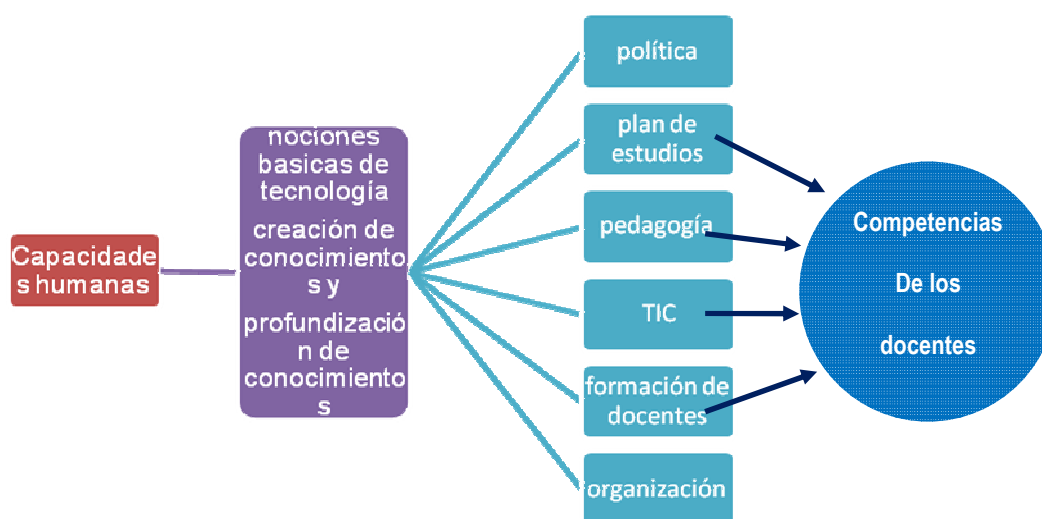 Capacidade
s humanas
nociones
basicas de
tecnología
creación de
conocimiento
s y
profundizació
n de
conocimiento
s
política
plan de
estudios
pedagogía
TIC
formación de
docentes
organización
Competencias
De los
docentes